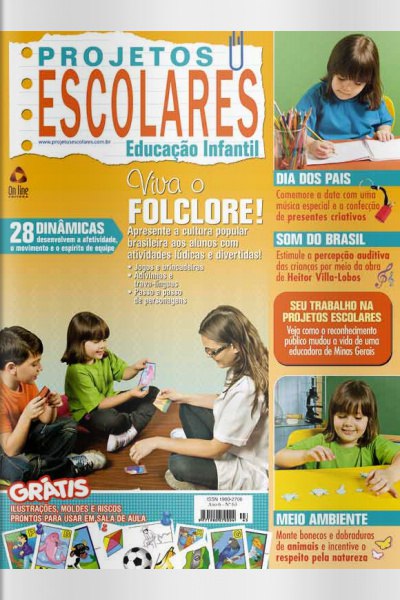 PROJETOS
ESCOLARES
www.projetosescolares.com.br
Educação Infantil
On line
EDITORA
Viva o
FOLCLORE!
Apresente a cultura popular
brasileira aos alunos com
atividades lúdicas e divertidas!
• Jogos e brincadeiras
• Adivinhas e
trava-línguas
• Passo a passo
de personagens
28 DINÂMICAS
desenvolvem a afetividade,
o movimento e o espírito de equipe
DIA DOS PAIS
Comemore a data com uma
música especial e a confecção
de presentes criativos
SOM DO BRASIL
Estimule a percepção auditiva
das crianças por meio da obra
de Heitor Villa-Lobos
SEU TRABALHO NA
PROJETOS ESCOLARES
Veja como o reconhecimento
público mudou a vida de uma
educadora de Minas Gerais
GRÁTIS
ILUSTRAÇÕES, MOLDES E RISCOS
PRONTOS PARA USAR EM SALA DE AULA
MEIO AMBIENTE
Monte bonecos e dobraduras
de animais e incentive o
respeito pela natureza